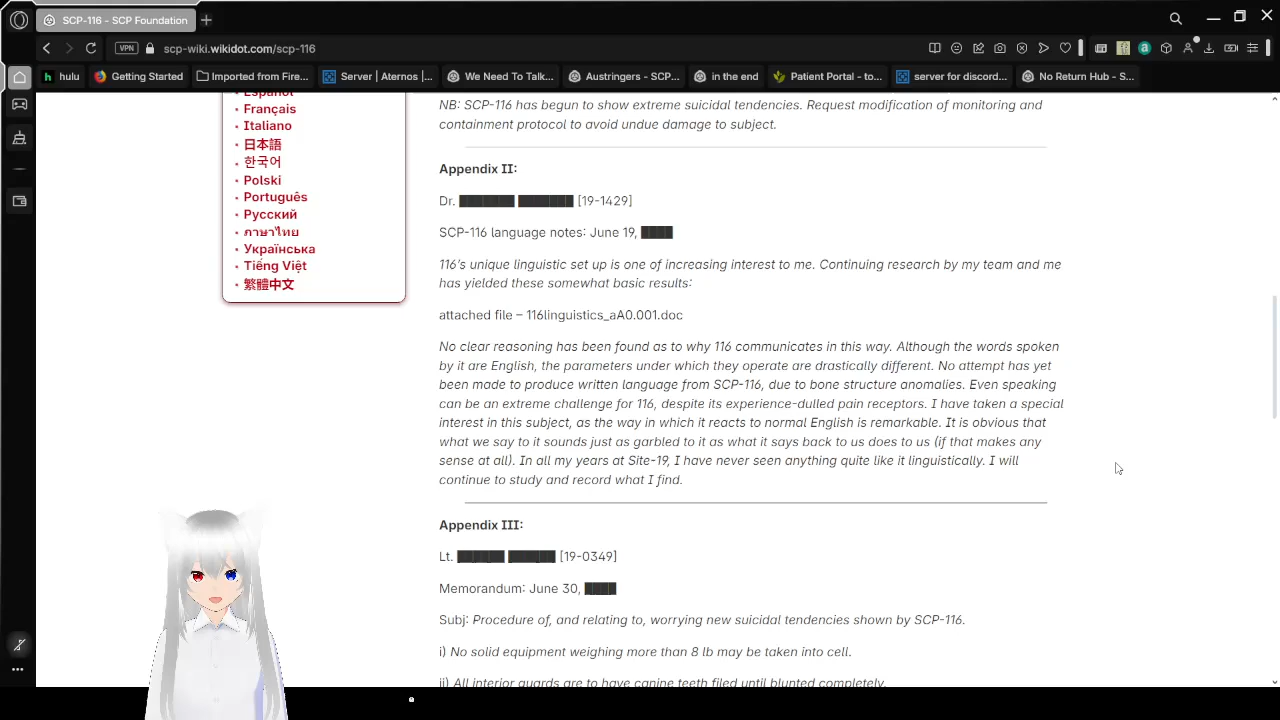 SCP-116 - SCP Foundation
VPN scp-wiki.wikidot.com/scp-116
hulu Getting Started Imported from Fire... Server | Aternos |... We Need To Talk... Austringers - SCP... in the end Patient Portal - to... server for discord... No Return Hub - S...
Español
Français
Italiano
日本語
한국어
Polski
Português
Русский
ภาษาไทย
Українська
Tiếng Việt
繁體中文
NB: SCP-116 has begun to show extreme suicidal tendencies. Request modification of monitoring and
containment protocol to avoid undue damage to subject.
Appendix II:
Dr. ███████ ███████ [19-1429]
SCP-116 language notes: June 19, ████
116's unique linguistic set up is one of increasing interest to me. Continuing research by my team and me
has yielded these somewhat basic results:
attached file – 116linguistics_aA0.001.doc
No clear reasoning has been found as to why 116 communicates in this way. Although the words spoken
by it are English, the parameters under which they operate are drastically different. No attempt has yet
been made to produce written language from SCP-116, due to bone structure anomalies. Even speaking
can be an extreme challenge for 116, despite its experience-dulled pain receptors. I have taken a special
interest in this subject, as the way in which it reacts to normal English is remarkable. It is obvious that
what we say to it sounds just as garbled to it as what it says back to us does to us (if that makes any
sense at all). In all my years at Site-19, I have never seen anything quite like it linguistically. I will
continue to study and record what I find.
Appendix III:
Lt. ██████ ██████ [19-0349]
Memorandum: June 30, ████
Subj: Procedure of, and relating to, worrying new suicidal tendencies shown by SCP-116.
i) No solid equipment weighing more than 8 lb may be taken into cell.
ii) All interior guards are to have canine teeth filed until blunted completely.